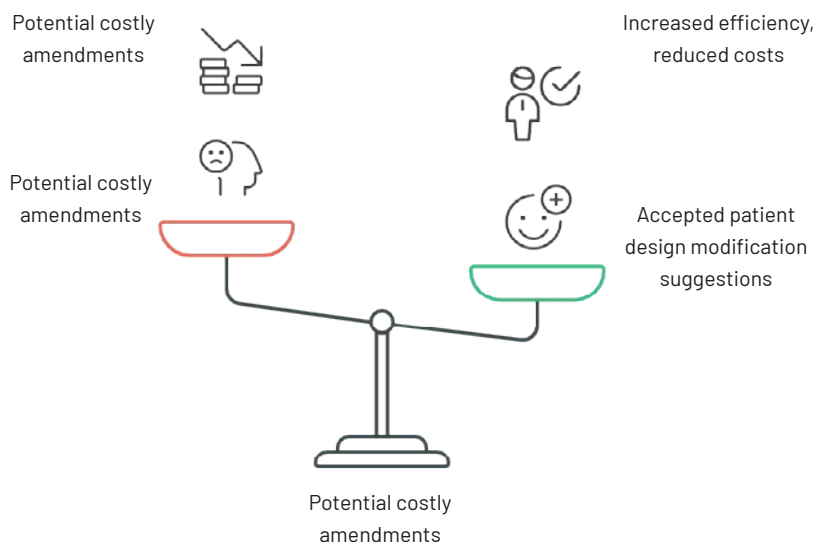 Potential costly
amendments
Increased efficiency,
reduced costs
Potential costly
amendments
Accepted patient
design modification
suggestions
Potential costly
amendments